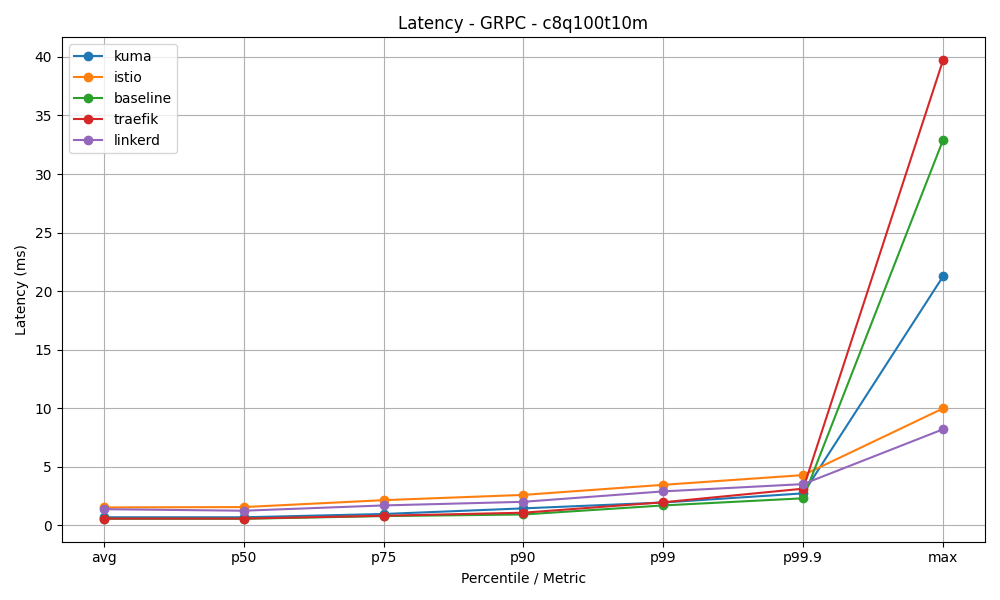 Latency - GRPC - c8q100t10m
kuma
istio
baseline
traefik
linkerd
Latency (ms)
40
35
30
25
20
15
10
5
0
avg p50 p75 p90 p99 p99.9 max
Percentile / Metric